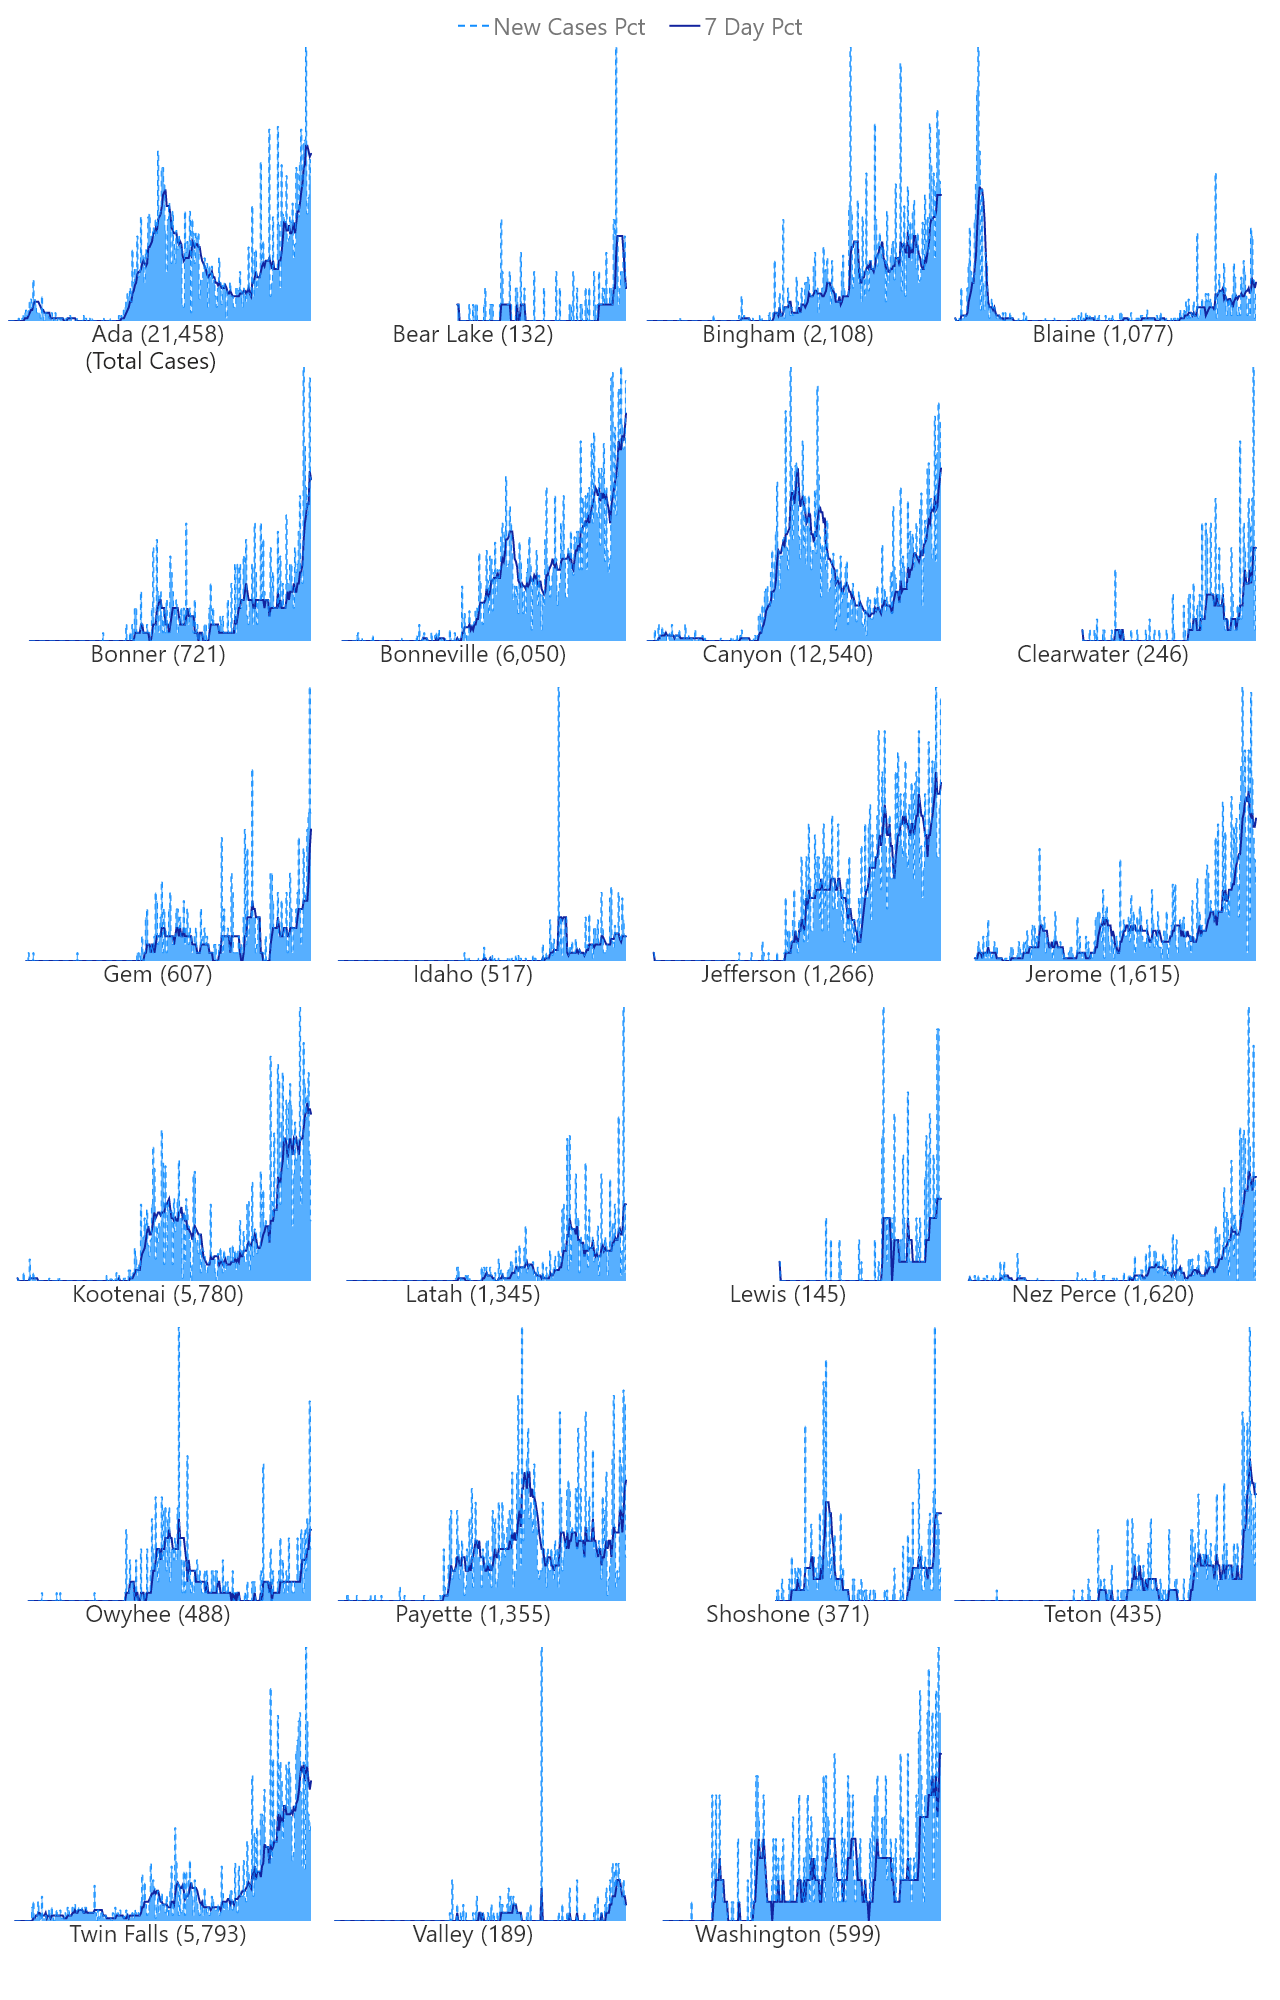 New Cases Pct 7 Day Pct
Ada (21,458)
(Total Cases)
Bear Lake (132)
Bingham (2,108)
Blaine (1,077)
Bonner (721)
Bonneville (6,050)
Canyon (12,540)
Clearwater (246)
Gem (607)
Idaho (517)
Jefferson (1,266)
Jerome (1,615)
Kootenai (5,780)
Latah (1,345)
Lewis (145)
Nez Perce (1,620)
Owyhee (488)
Payette (1,355)
Shoshone (371)
Teton (435)
Twin Falls (5,793)
Valley (189)
Washington (599)